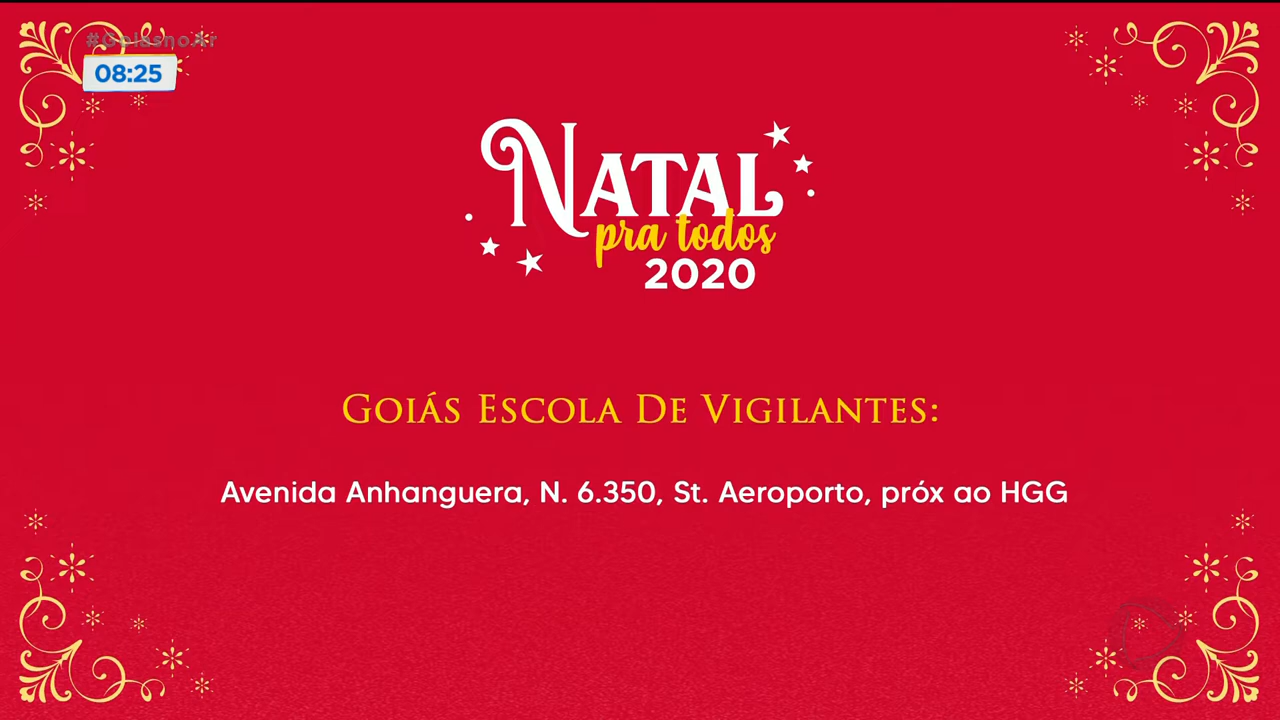 #GoiásnoAr
08:25
NATAL
pra todos
2020
GOIÁS ESCOLA DE VIGILANTES:
Avenida Anhanguera, N. 6.350, St. Aeroporto, próx ao HGG